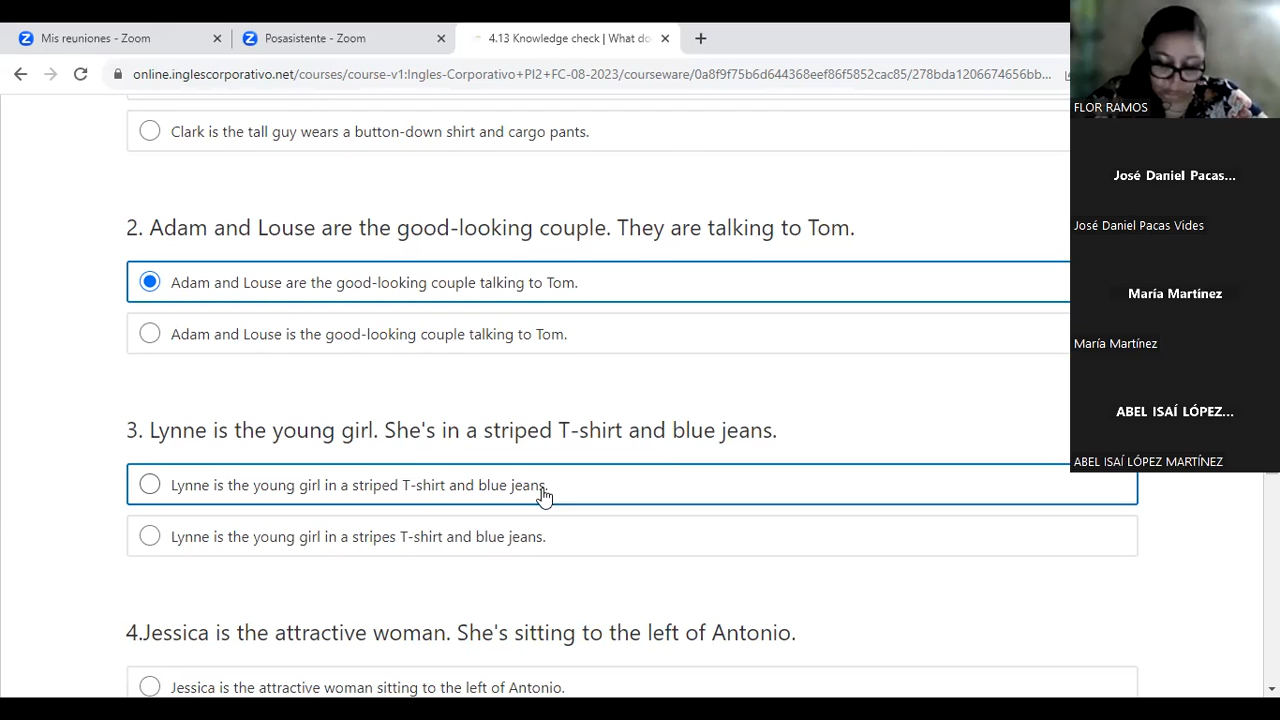 Mis reuniones - Zoom
Posasistente - Zoom
4.13 Knowledge check | What do
online.inglescorporativo.net/courses/course-v1:Ingles-Corporativo+PI2+FC-08-2023/courseware/0a8f9f75b6d644368eef86f5852cac85/278bda1206674656bb...
FLOR RAMOS
Clark is the tall guy wears a button-down shirt and cargo pants.
José Daniel Pacas...
José Daniel Pacas Vides
2. Adam and Louse are the good-looking couple. They are talking to Tom.
Adam and Louse are the good-looking couple talking to Tom.
María Martínez
Adam and Louse is the good-looking couple talking to Tom.
María Martínez
ABEL ISAÍ LÓPEZ...
3. Lynne is the young girl. She's in a striped T-shirt and blue jeans.
ABEL ISAÍ LÓPEZ MARTÍNEZ
Lynne is the young girl in a striped T-shirt and blue jeans.
Lynne is the young girl in a stripes T-shirt and blue jeans.
4.Jessica is the attractive woman. She's sitting to the left of Antonio.
Jessica is the attractive woman sitting to the left of Antonio.